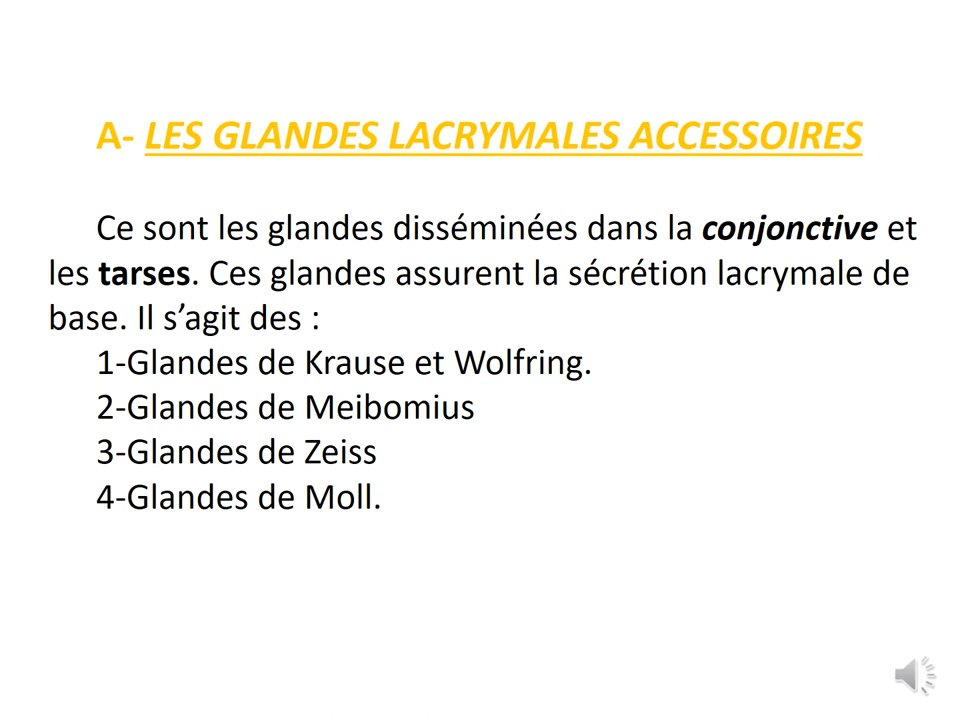 A- LES GLANDES LACRYMALES ACCESSOIRES
Ce sont les glandes disséminées dans la conjonctive et
les tarses. Ces glandes assurent la sécrétion lacrymale de
base. Il s’agit des :
1-Glandes de Krause et Wolfring.
2-Glandes de Meibomius
3-Glandes de Zeiss
4-Glandes de Moll.